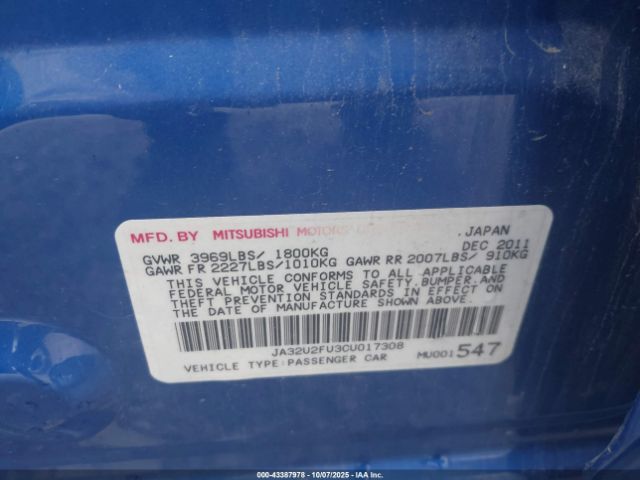 MFD. BY MITSUBISHI MOTORS .JAPAN
GVWR 3969LBS/ 1800KG DEC 2011
GAWR FR 2227LBS/1010KG GAWR RR 2007LBS/ 910KG
THIS VEHICLE CONFORMS TO ALL APPLICABLE
FEDERAL MOTOR VEHICLE SAFETY,BUMPER,AND
THEFT PREVENTION STANDARDS IN EFFECT ON
THE DATE OF MANUFACTURE SHOWN ABOVE.
JA32U2FU3CU017308
VEHICLE TYPE:PASSENGER CAR MU001547
00-43387978 - 10/07/2025 - IAA Inc.